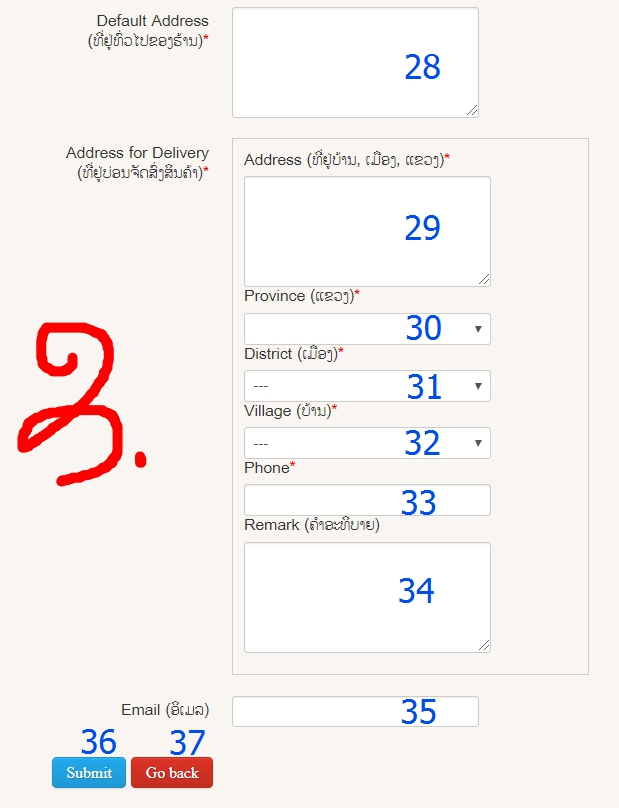 Default Address
(ທີ່ຢູ່ທົ່ວໄປຂອງຮ້ານ)*
28
Address for Delivery
(ທີ່ຢູ່ບ່ອນຈັດສົ່ງສິນຄ້າ)*
Address (ທີ່ຢູ່ບ້ານ, ເມືອງ, ແຂວງ)*
29
Province (ແຂວງ)*
30
District (ເມືອງ)*
--- 31
Village (ບ້ານ)*
--- 32
Phone*
33
Remark (ຄຳອະທິບາຍ)
34
Email (ອີເມລ) 35
36 37
Submit Go back